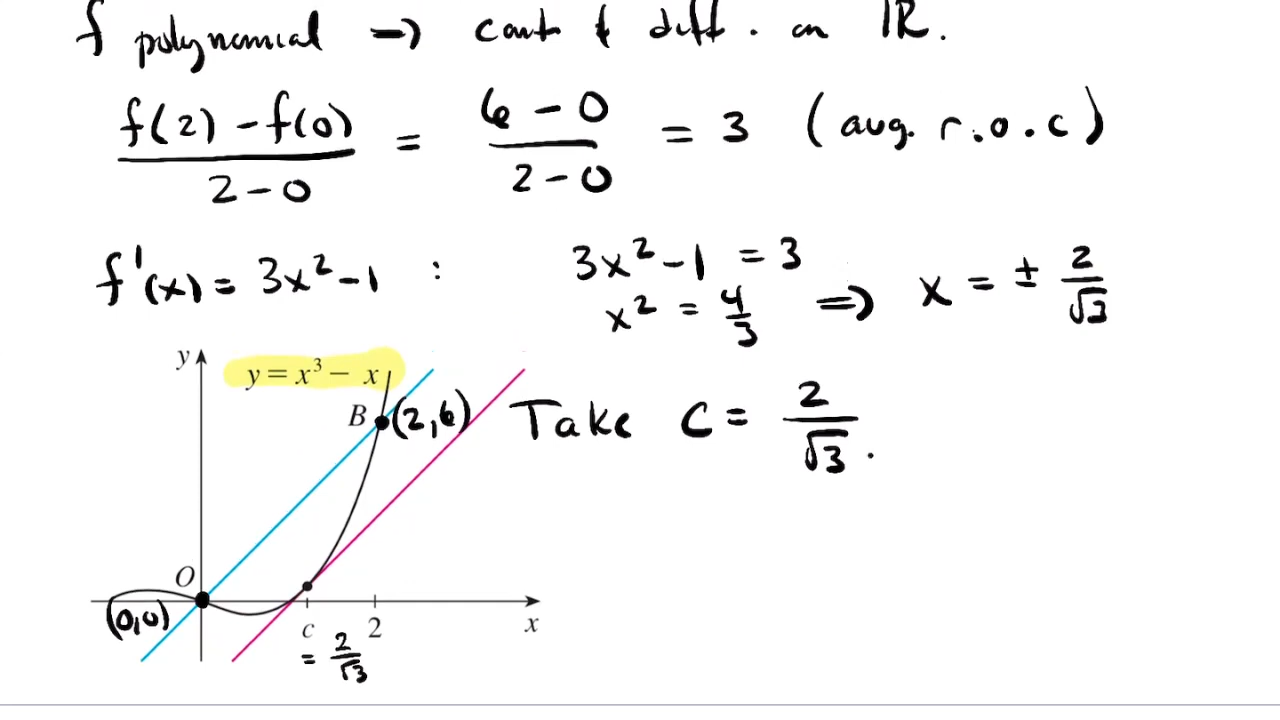 f polynomial → cont & diff. on ℝ.
f(2) - f(0) / 2 - 0 = 6 - 0 / 2 - 0 = 3 (avg. r.o.c)
f'(x) = 3x² - 1 : 3x² - 1 = 3
x² = 4/3 ⇒ x = ± 2/√3
y
y = x³ − x
B (2,6) Take C = 2/√3.
O
(0,0)
c 2 x
= 2/√3